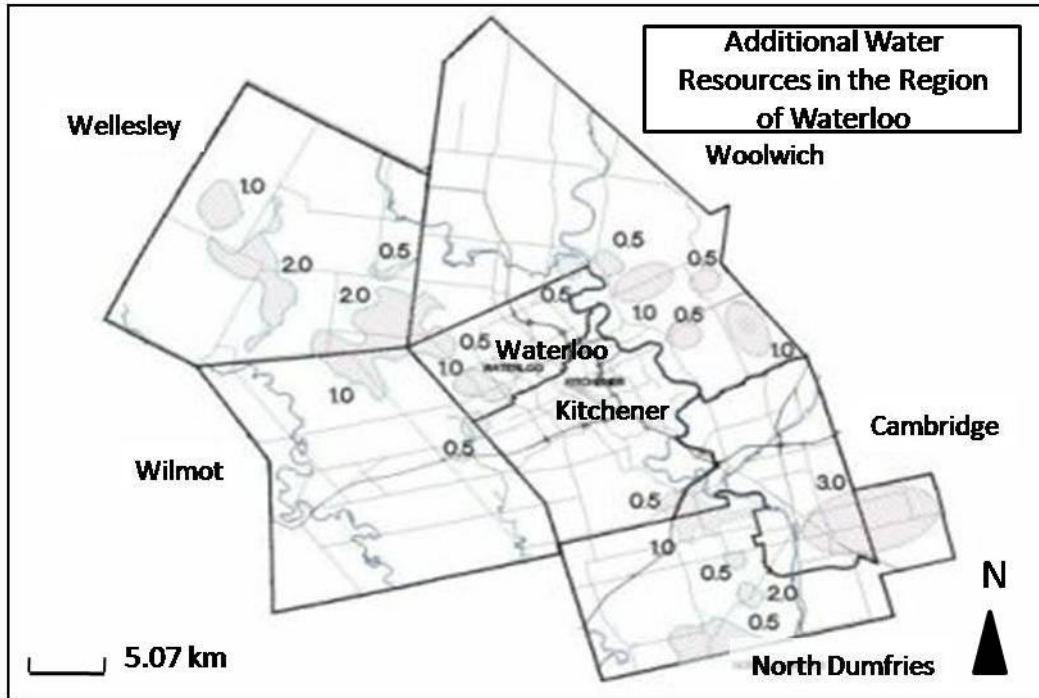 Additional Water
Resources in the Region
of Waterloo
Woolwich
Wellesley
1.0
0.5
0.5
0.5
2.0
2.0
0.5
1.0
0.5
0.5
1.0
Waterloo
1.0
WATERLOO
KITCHENER
1.0
Kitchener
Cambridge
0.5
Wilmot
3.0
0.5
1.0
0.5
N
2.0
0.5
5.07 km
North Dumfries